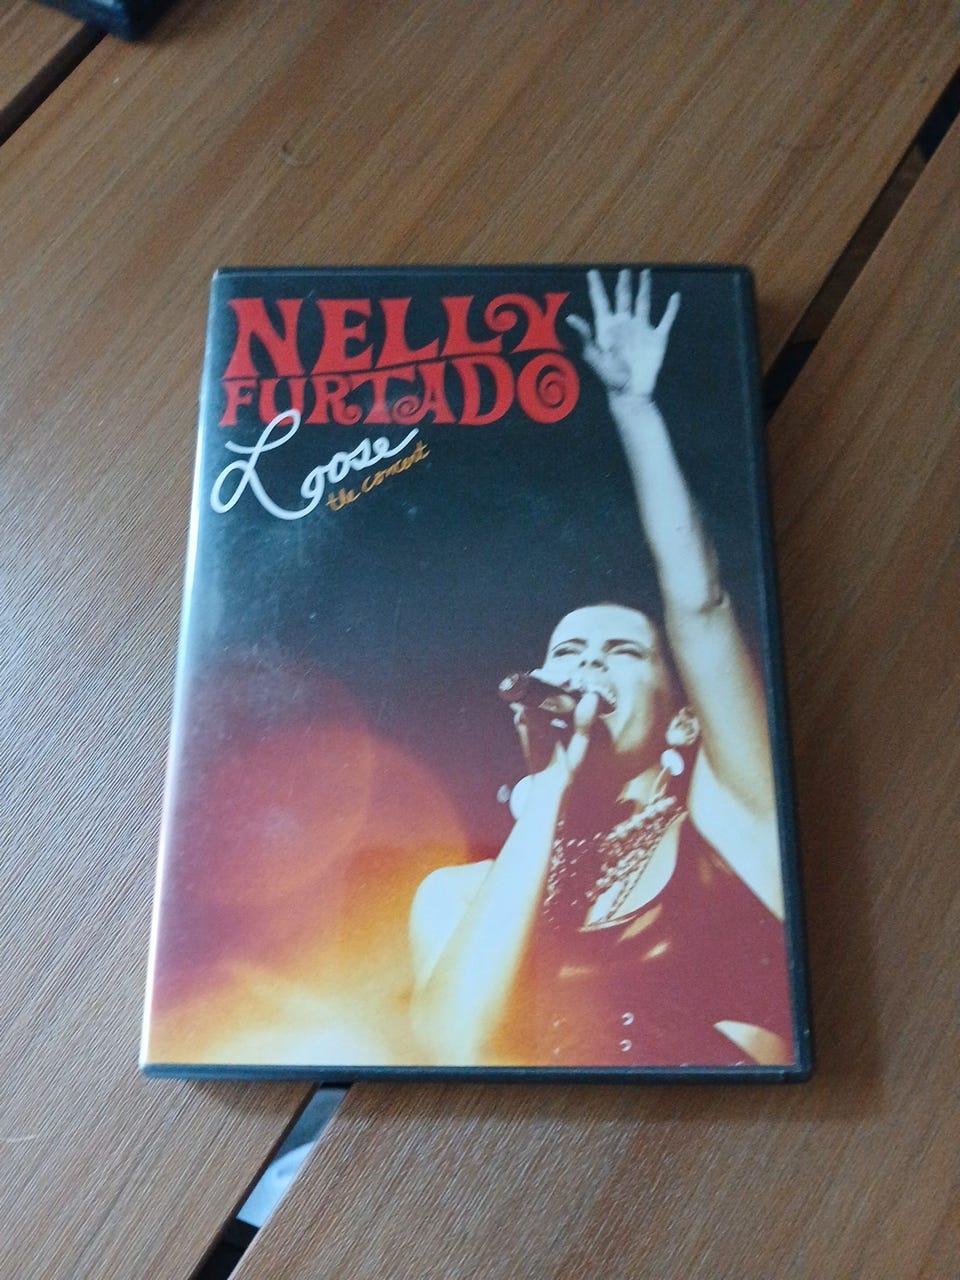 NELLY
FURTADO
Loose
the concert